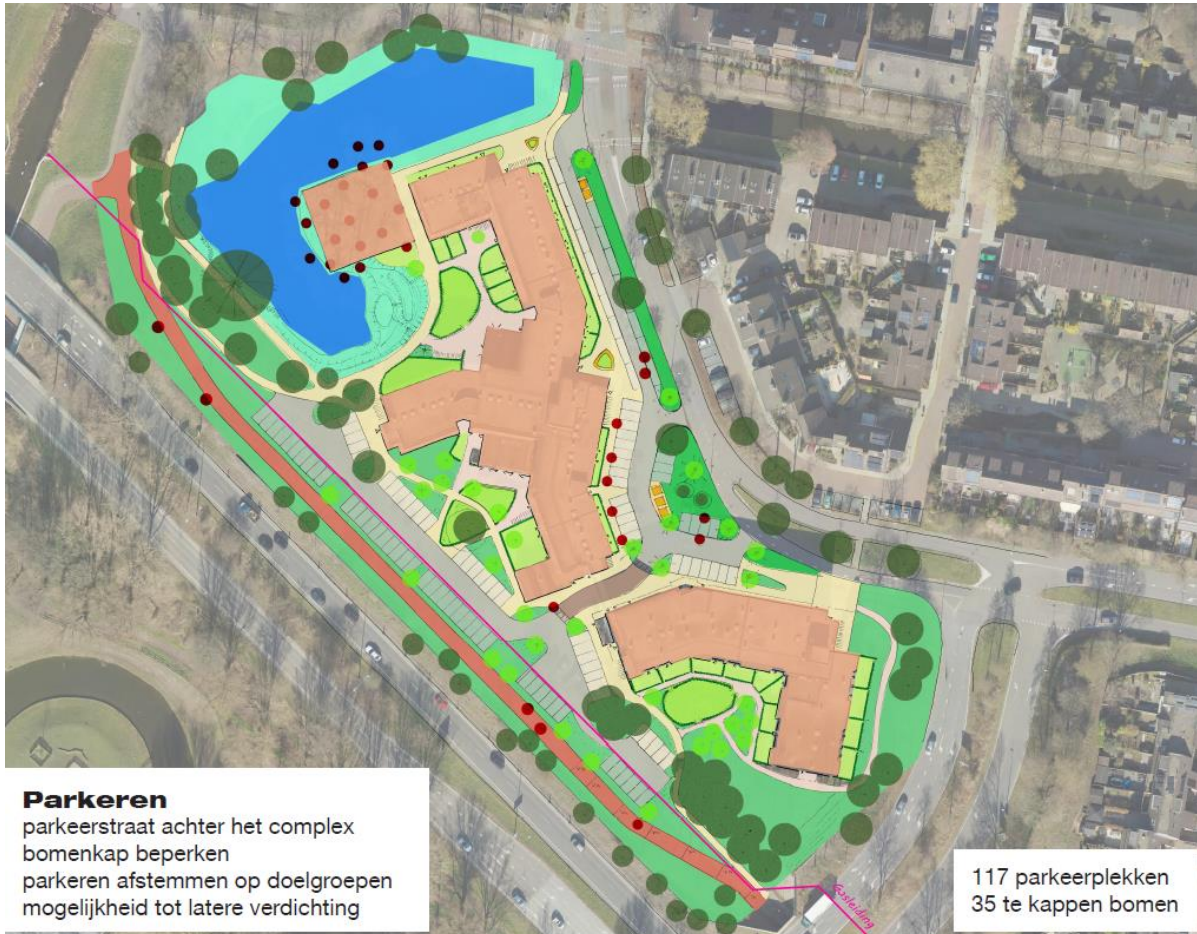 Parkeren
parkeerstraat achter het complex
bomenkap beperken
parkeren afstemmen op doelgroepen
mogelijkheid tot latere verdichting
117 parkeerplekken
35 te kappen bomen
Gasleiding